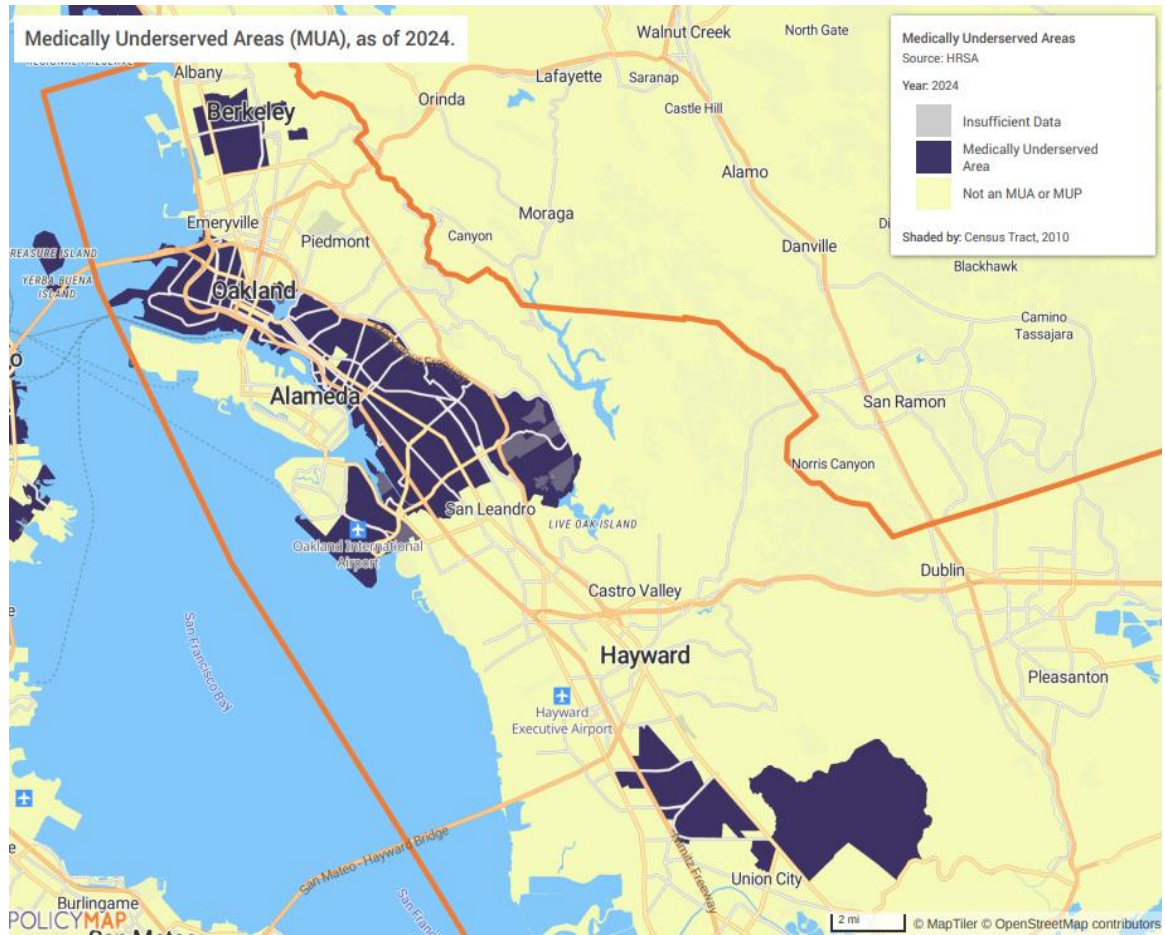 Medically Underserved Areas (MUA), as of 2024.
Medically Underserved Areas
Source: HRSA
Year: 2024
Insufficient Data
Medically Underserved
Area
Not an MUA or MUP
Shaded by: Census Tract, 2010
Walnut Creek
North Gate
Albany
Lafayette
Saranap
Orinda
Castle Hill
Berkeley
Alamo
Moraga
Emeryville
Piedmont
Canyon
Danville
Blackhawk
YERBA BUENA
ISLAND
Oakland
Camino
Tassajara
Alameda
San Ramon
Norris Canyon
San Leandro
LIVE OAK ISLAND
Oakland International
Airport
Dublin
Castro Valley
San Francisco Bay
Hayward
Pleasanton
Hayward
Executive Airport
San Mateo - Hayward Bridge
Nimitz Freeway
Union City
Burlingame
POLICYMAP
2 mi
© MapTiler © OpenStreetMap contributors